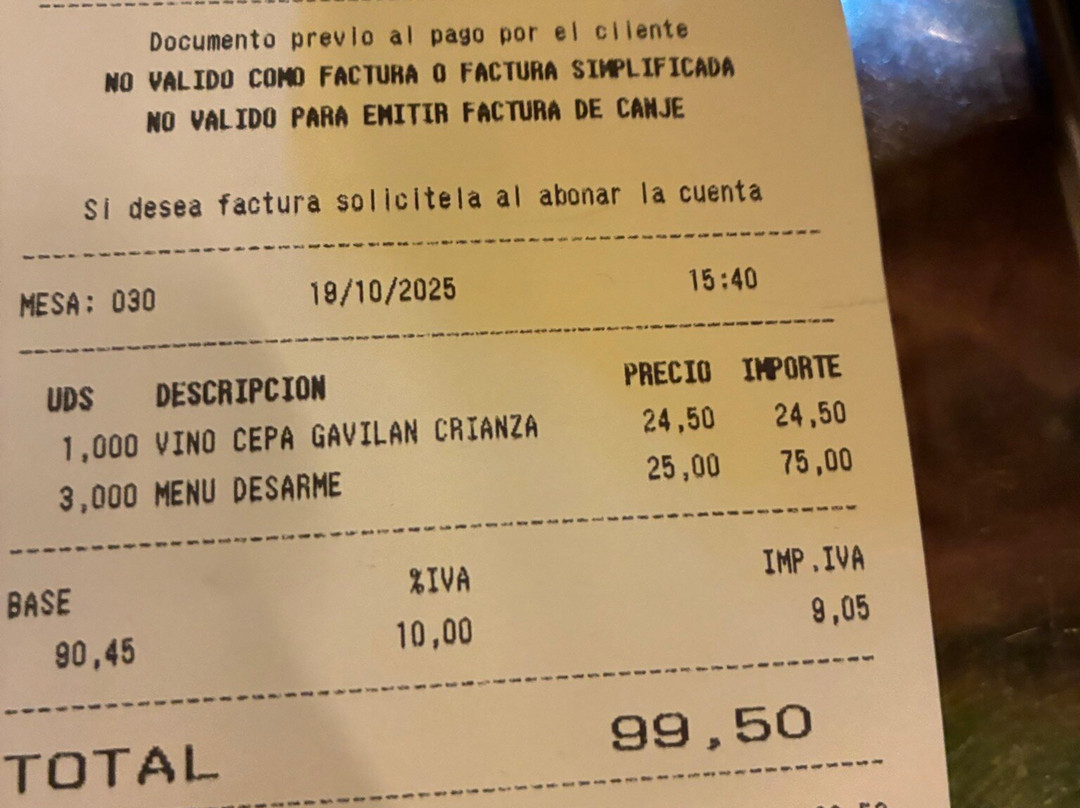 Documento previo al pago por el cliente
NO VALIDO COMO FACTURA O FACTURA SIMPLIFICADA
NO VALIDO PARA EMITIR FACTURA DE CANJE
Si desea factura solicitela al abonar la cuenta
MESA: 030 19/10/2025 15:40
UDS DESCRIPCION PRECIO IMPORTE
1,000 VINO CEPA GAVILAN CRIANZA 24,50 24,50
3,000 MENU DESARME 25,00 75,00
BASE %IVA IMP.IVA
90,45 10,00 9,05
TOTAL 99,50